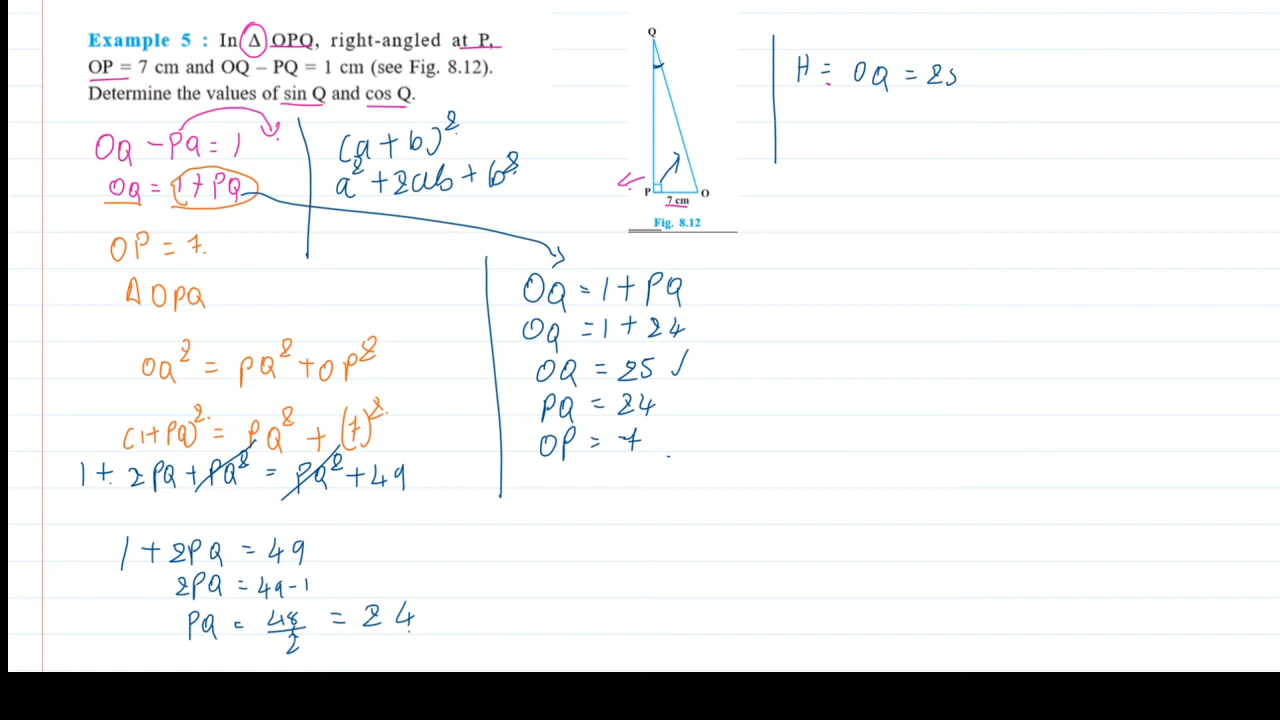 Example 5 : In Δ OPQ, right-angled at P,
OP = 7 cm and OQ – PQ = 1 cm (see Fig. 8.12).
Determine the values of sin Q and cos Q.
OQ - PQ = 1
OQ = 1 + PQ
OP = 7
Δ OPQ
OQ² = PQ² + OP²
(1+PQ)² = PQ² + (7)²
1 + 2PQ + PQ² = PQ² + 49
1 + 2PQ = 49
2PQ = 49-1
PQ = 48/2 = 24
(a + b)²
a² + 2ab + b²
Q
P
O
7 cm
Fig. 8.12
OQ = 1 + PQ
OQ = 1 + 24
OQ = 25 ✓
PQ = 24
OP = 7
H = OQ = 25